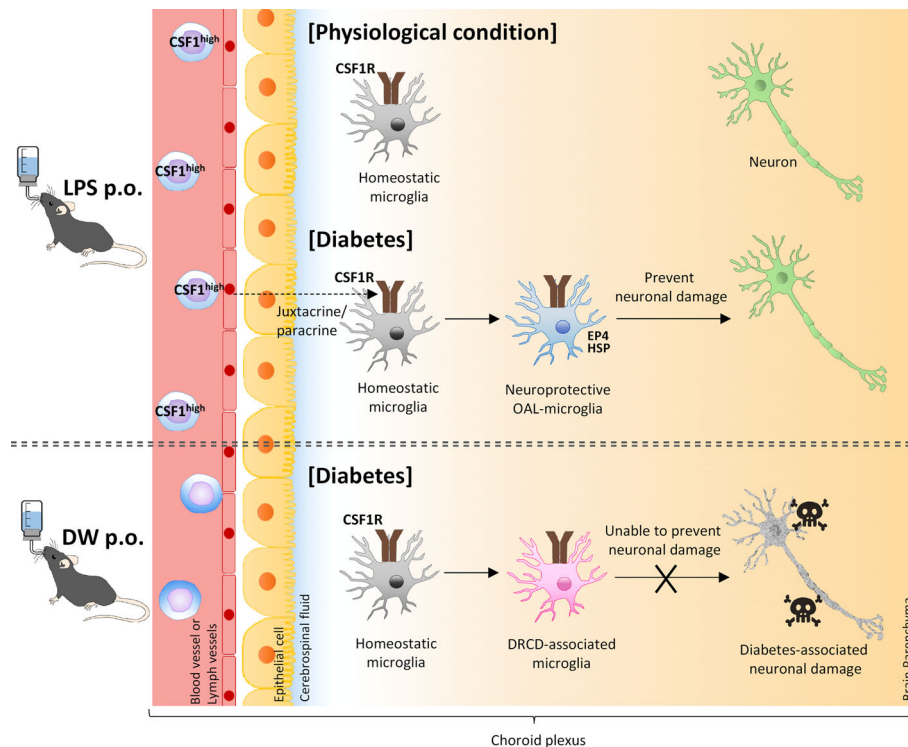 [Physiological condition]
CSF1high
CSF1R
CSF1high
Homeostatic
microglia
Neuron
LPS p.o.
[Diabetes]
CSF1R
CSF1high
Juxtacrine/
paracrine
Prevent
neuronal damage
EP4
HSP
Homeostatic
microglia
Neuroprotective
OAL-microglia
CSF1high
[Diabetes]
DW p.o.
CSF1R
Unable to prevent
neuronal damage
Homeostatic
microglia
DRCD-associated
microglia
Diabetes-associated
neuronal damage
Blood vessel or
Lymph vessels
Epithelial cell
Cerebrospinal fluid
Brain Parenchyma
Choroid plexus